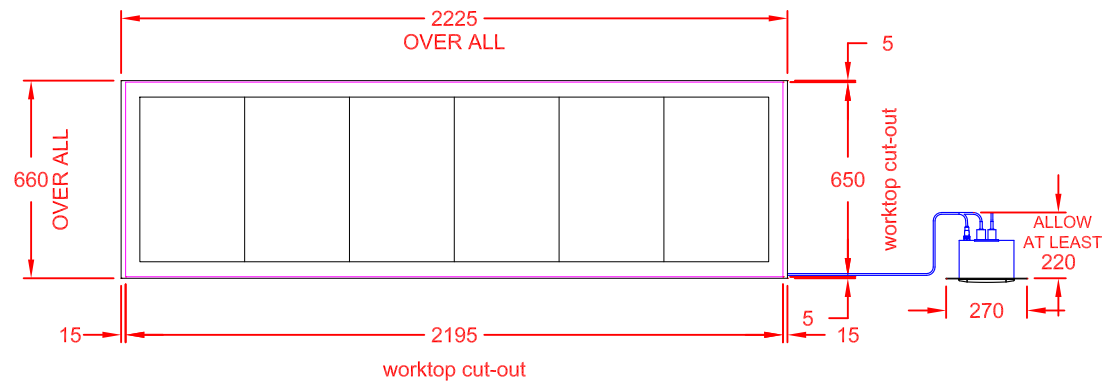 2225
OVER ALL
5
660
OVER ALL
650
worktop cut-out
ALLOW
AT LEAST
220
270
15
2195
5
15
worktop cut-out